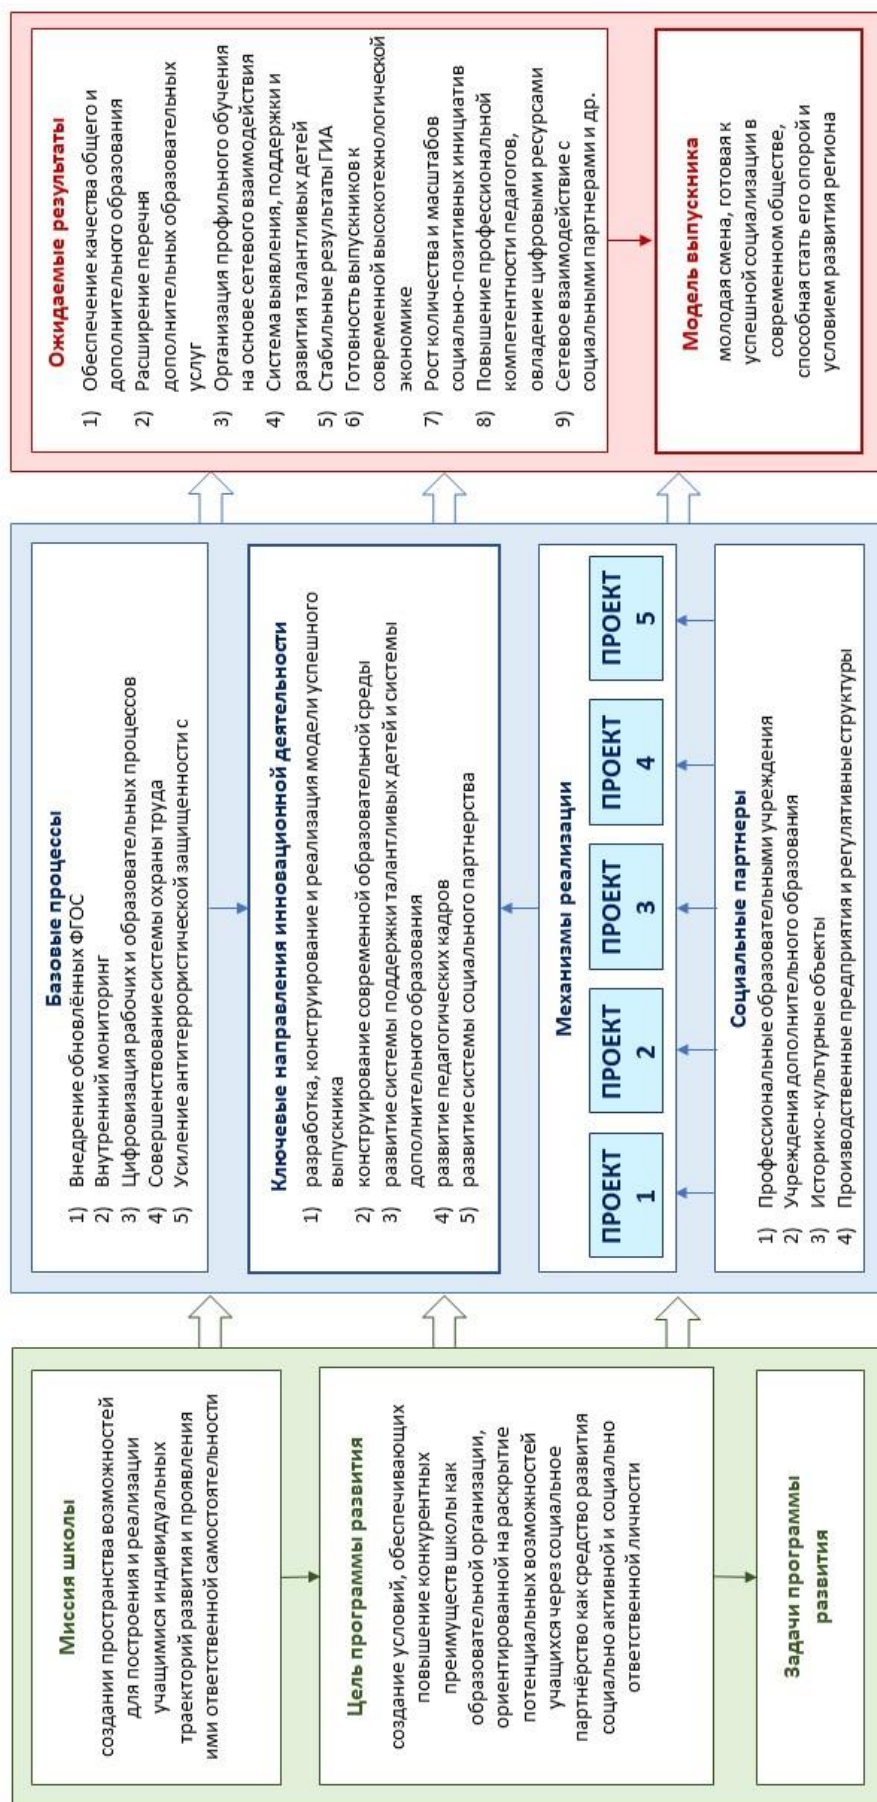 Миссия школы
создании пространства возможностей
для построения и реализации
учащимися индивидуальных
траекторий развития и проявления
ими ответственной самостоятельности
Цель программы развития
создание условий, обеспечивающих
повышение конкурентных
преимуществ школы как
образовательной организации,
ориентированной на раскрытие
потенциальных возможностей
учащихся через социальное
партнёрство как средство развития
социально активной и социально
ответственной личности
Задачи программы
развития
Базовые процессы
1) Внедрение обновлённых ФГОС
2) Внутренний мониторинг
3) Цифровизация рабочих и образовательных процессов
4) Совершенствование системы охраны труда
5) Усиление антитеррористической защищенности с
Ключевые направления инновационной деятельности
1) разработка, конструирование и реализация модели успешного
выпускника
2) конструирование современной образовательной среды
3) развитие системы поддержки талантливых детей и системы
дополнительного образования
4) развитие педагогических кадров
5) развитие системы социального партнерства
Механизмы реализации
ПРОЕКТ
1
ПРОЕКТ
2
ПРОЕКТ
3
ПРОЕКТ
4
ПРОЕКТ
5
Социальные партнеры
1) Профессиональные образовательными учреждения
2) Учреждения дополнительного образования
3) Историко-культурные объекты
4) Производственные предприятия и регулятивные структуры
Ожидаемые результаты
1) Обеспечение качества общего и
дополнительного образования
2) Расширение перечня
дополнительных образовательных
услуг
3) Организация профильного обучения
на основе сетевого взаимодействия
4) Система выявления, поддержки и
развития талантливых детей
5) Стабильные результаты ГИА
6) Готовность выпускников к
современной высокотехнологической
экономике
7) Рост количества и масштабов
социально-позитивных инициатив
8) Повышение профессиональной
компетентности педагогов,
овладение цифровыми ресурсами
9) Сетевое взаимодействие с
социальными партнерами и др.
Модель выпускника
молодая смена, готовая к
успешной социализации в
современном обществе,
способная стать его опорой и
условием развития региона